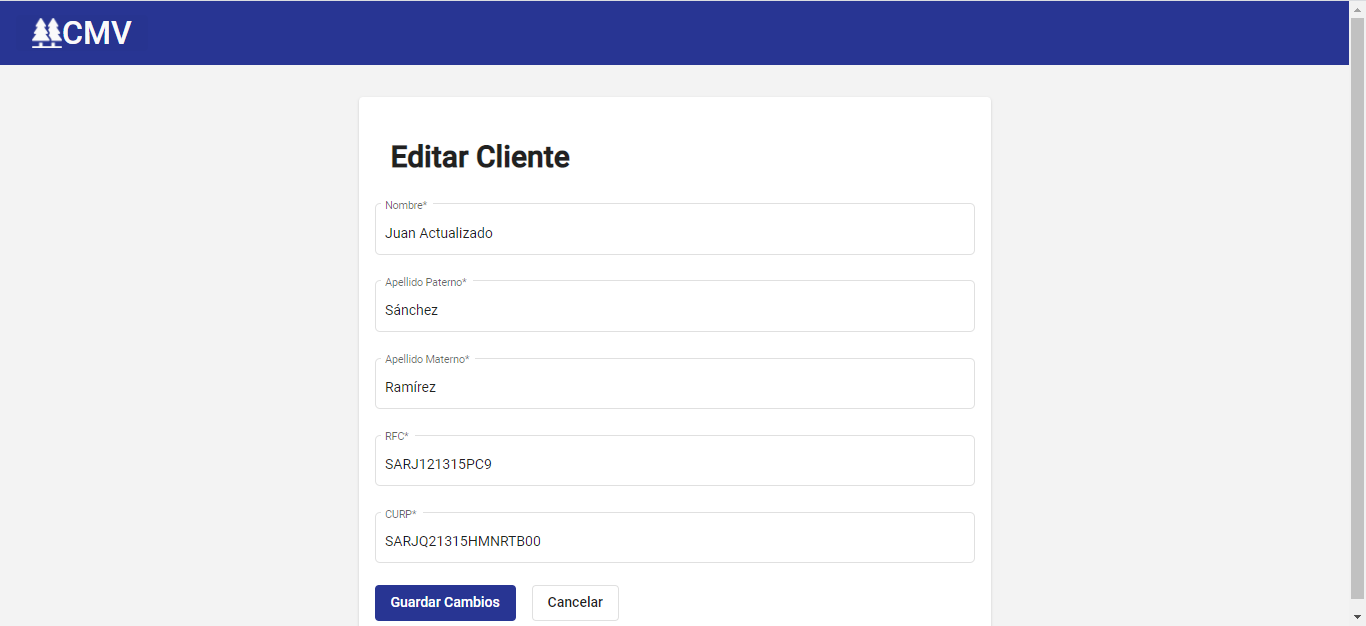 CMV
Editar Cliente
Nombre*
Juan Actualizado
Apellido Paterno*
Sánchez
Apellido Materno*
Ramírez
RFC*
SARJ121315PC9
CURP*
SARJQ21315HMNRTB00
Guardar Cambios
Cancelar